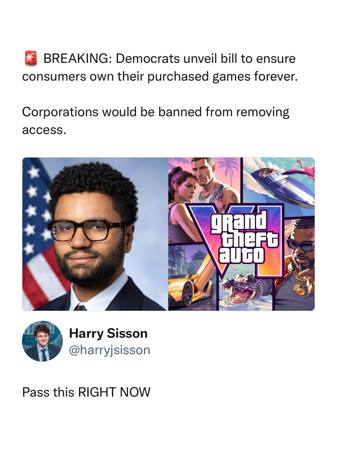 🚨 BREAKING: Democrats unveil bill to ensure
consumers own their purchased games forever.
Corporations would be banned from removing
access.
grand
theft
auto
VI
Harry Sisson
@harryjsisson
Pass this RIGHT NOW